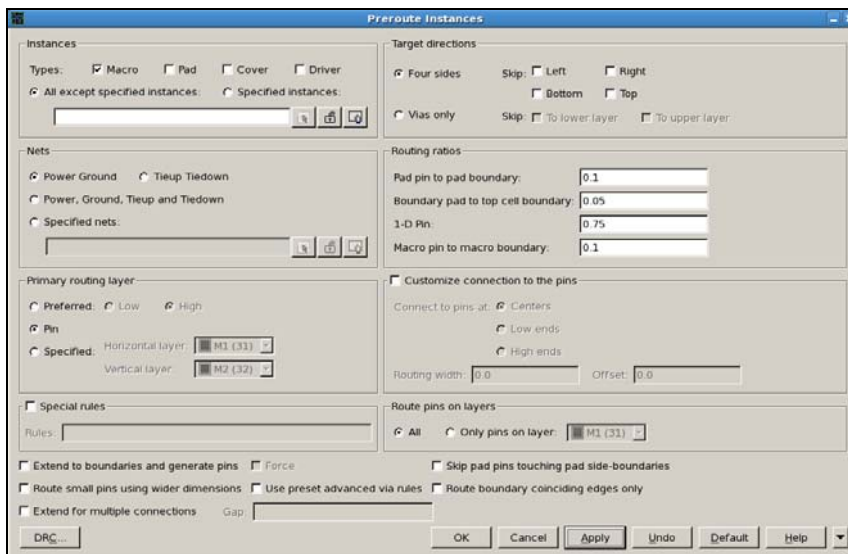 Preroute Instances
Instances
Types: Macro Pad Cover Driver
All except specified instances: Specified instances:
Nets
Power Ground Tieup Tiedown
Power, Ground, Tieup and Tiedown
Specified nets:
Primary routing layer
Preferred: Low High
Pin
Specified: Horizontal layer: M1 (31)
Vertical layer: M2 (32)
Special rules
Rules:
Target directions
Four sides Skip: Left Right
Bottom Top
Vias only Skip: To lower layer To upper layer
Routing ratios
Pad pin to pad boundary: 0.1
Boundary pad to top cell boundary: 0.05
1-D Pin: 0.75
Macro pin to macro boundary: 0.1
Customize connection to the pins
Connect to pins at: Centers
Low ends
High ends
Routing width: 0.0 Offset: 0.0
Route pins on layers
All Only pins on layer: M1 (31)
Extend to boundaries and generate pins Force Skip pad pins touching pad side-boundaries
Route small pins using wider dimensions Use preset advanced via rules Route boundary coinciding edges only
Extend for multiple connections Gap:
DRC... OK Cancel Apply Undo Default Help